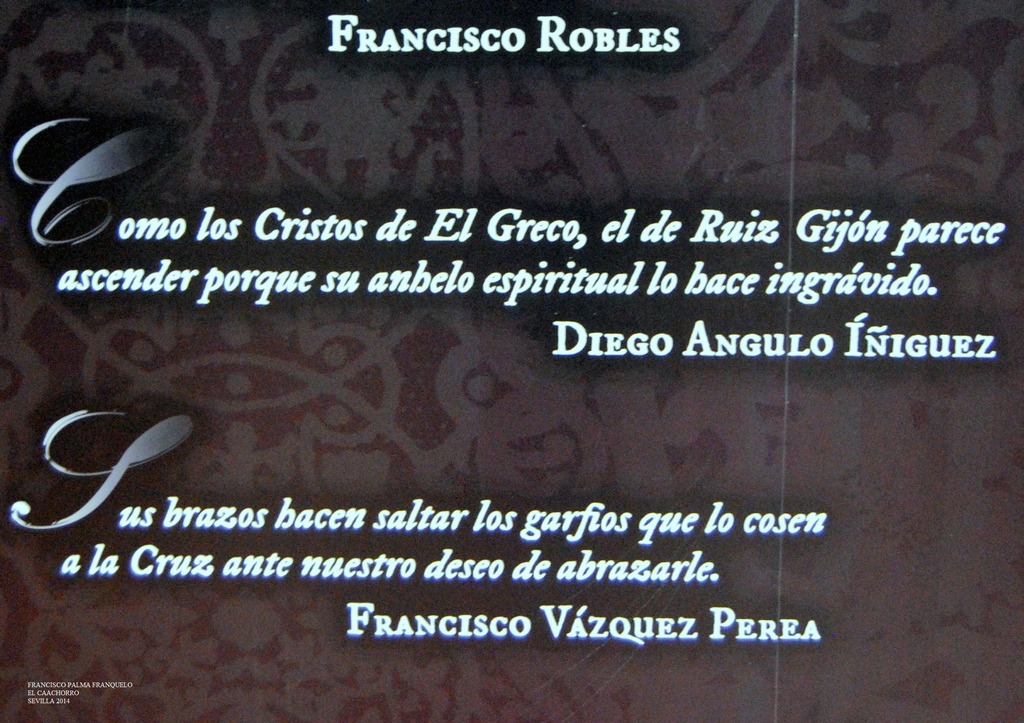 FRANCISCO ROBLES
Como los Cristos de El Greco, el de Ruiz Gijón parece
ascender porque su anhelo espiritual lo hace ingrávido.
DIEGO ANGULO ÍÑIGUEZ
Sus brazos hacen saltar los garfios que lo cosen
a la Cruz ante nuestro deseo de abrazarle.
FRANCISCO VÁZQUEZ PEREA
FRANCISCO PALMA FRANQUELO
EL CAACHORRO
SEVILLA 2014